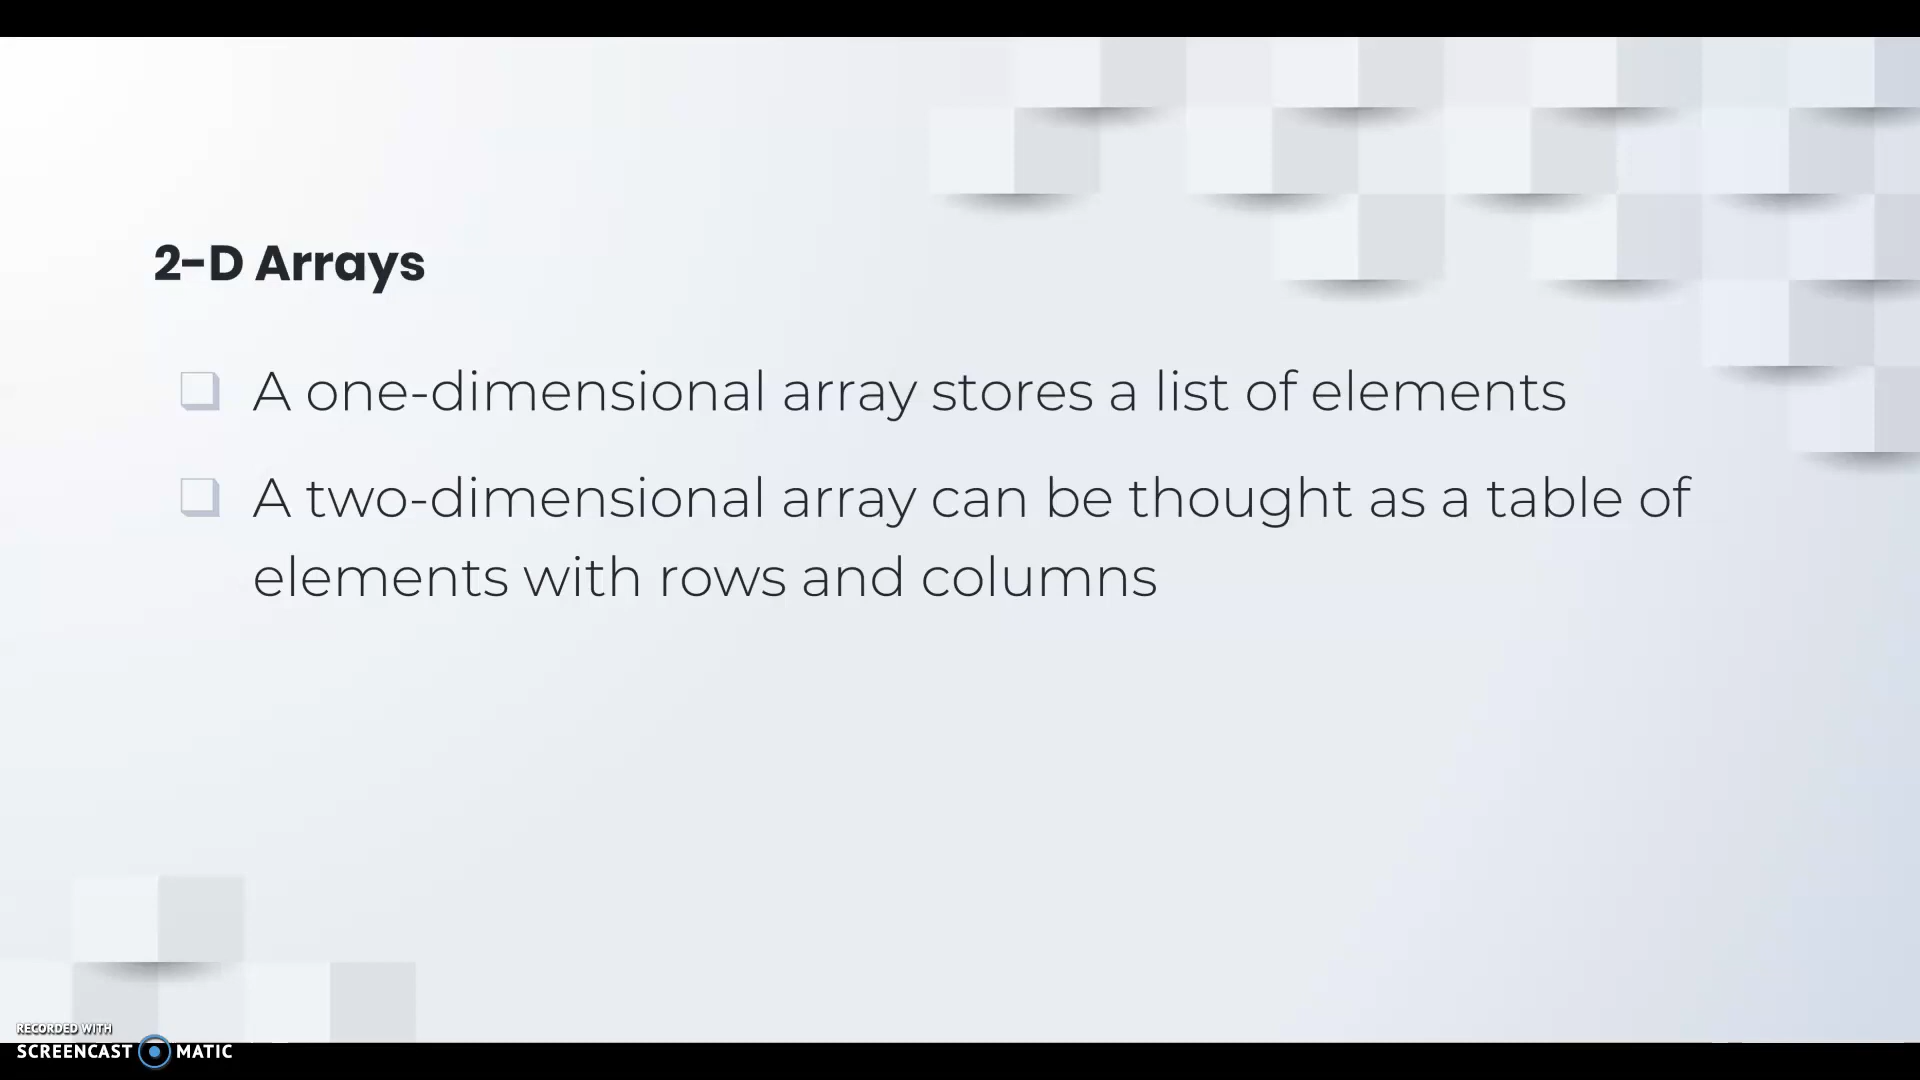 2-D Arrays
A one-dimensional array stores a list of elements
A two-dimensional array can be thought as a table of
elements with rows and columns
RECORDED WITH
SCREENCAST MATIC